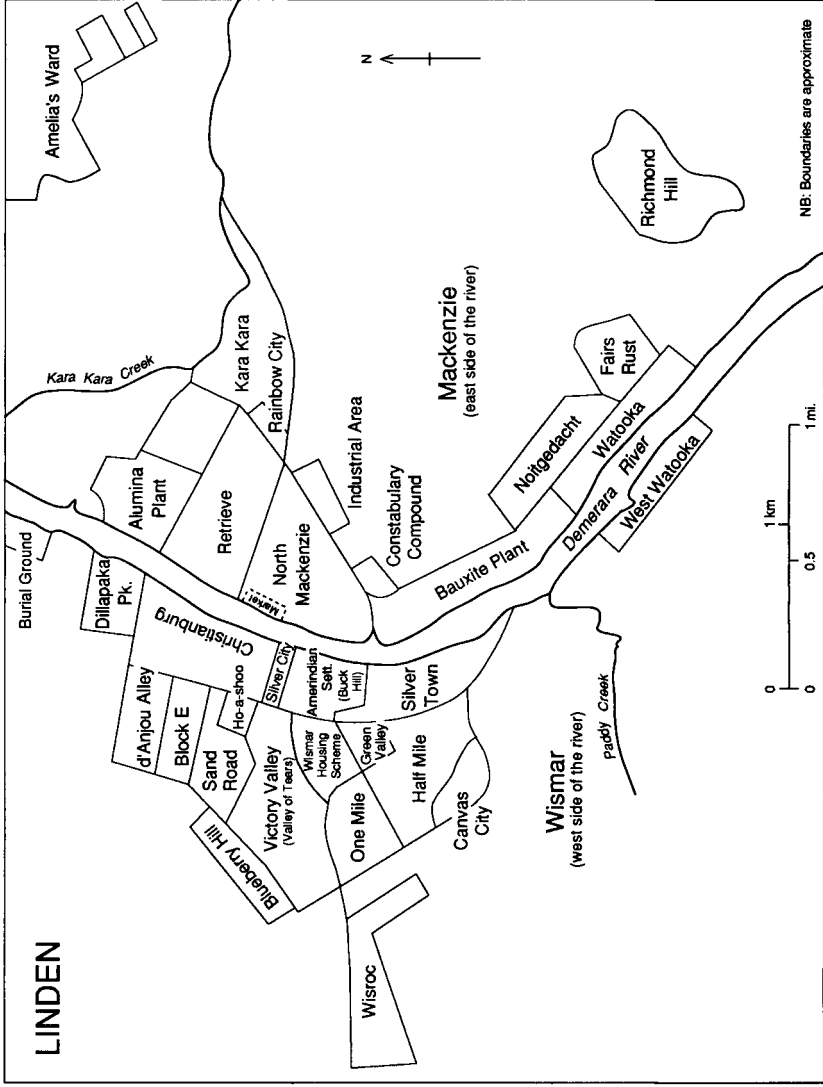 LINDEN
Amelia's Ward
N
Burial Ground
Kara Kara Creek
Dillapaka
Pk.
Alumina
Plant
d'Anjou Alley
Christianburg
Retrieve
Kara Kara
Block E
Ho-a-shoo
Market
Rainbow City
Sand
Road
Silver City
North
Mackenzie
Blueberry Hill
Victory Valley
(Valley of Tears)
Amerindian
Sett.
(Buck
Hill)
Industrial Area
Wismar
Housing
Scheme
Wisroc
One Mile
Green
Valley
Silver
Town
Constabulary
Compound
Mackenzie
(east side of the river)
Half Mile
Canvas
City
Bauxite Plant
Noitgedacht
Richmond
Hill
Wismar
(west side of the river)
Demerara River
Watooka
Fairs
Rust
Paddy Creek
West Watooka
0 1 km
0 0.5 1 mi.
NB: Boundaries are approximate